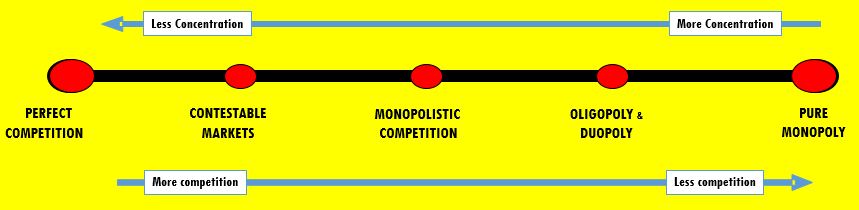 Less Concentration
More Concentration
PERFECT
COMPETITION
CONTESTABLE
MARKETS
MONOPOLISTIC
COMPETITION
OLIGOPOLY &
DUOPOLY
PURE
MONOPOLY
More competition
Less competition